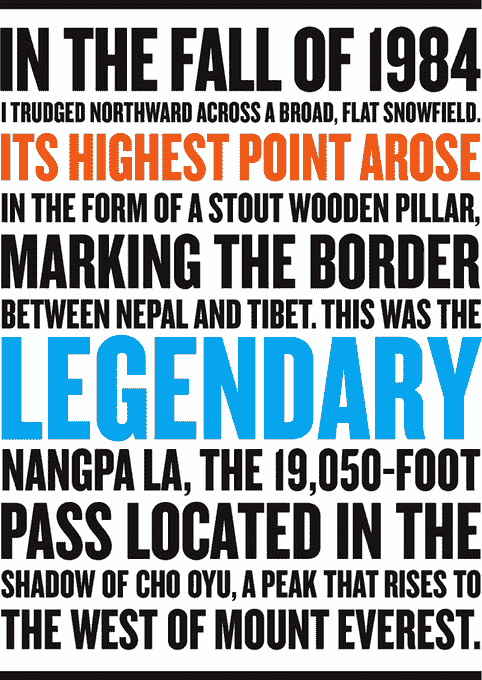 IN THE FALL OF 1984
I TRUDGED NORTHWARD ACROSS A BROAD, FLAT SNOWFIELD.
ITS HIGHEST POINT AROSE
IN THE FORM OF A STOUT WOODEN PILLAR,
MARKING THE BORDER
BETWEEN NEPAL AND TIBET. THIS WAS THE
LEGENDARY
NANGPA LA, THE 19,050-FOOT
PASS LOCATED IN THE
SHADOW OF CHO OYU, A PEAK THAT RISES TO
THE WEST OF MOUNT EVEREST.